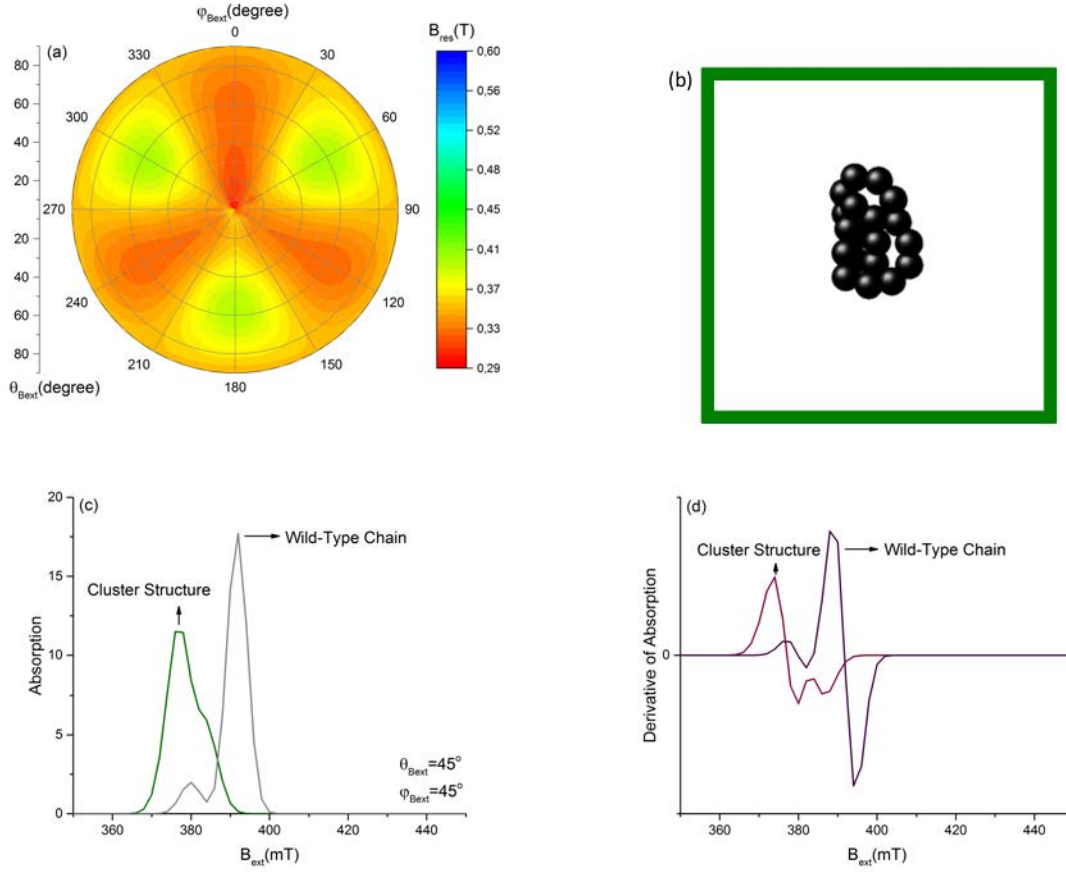 φBext(degree)
Bres(T)
(a)
0
30
60
90
120
150
180
210
240
270
300
330
80
60
40
20
0
20
40
60
80
θBext(degree)
0,60
0,56
0,52
0,48
0,45
0,41
0,37
0,33
0,29
(b)
(c)
Wild-Type Chain
Cluster Structure
Absorption
20
15
10
5
0
θBext=45°
φBext=45°
360
380
400
420
440
Bext(mT)
(d)
Cluster Structure
Wild-Type Chain
Derivative of Absorption
0
360
380
400
420
440
Bext(mT)